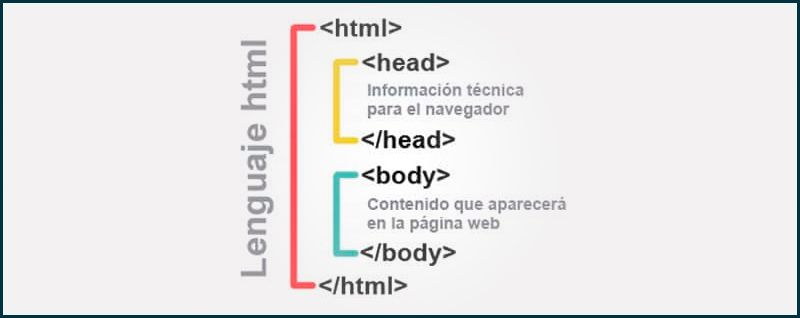 Lenguaje html
<html>
<head>
Información técnica
para el navegador
</head>
<body>
Contenido que aparecerá
en la página web
</body>
</html>